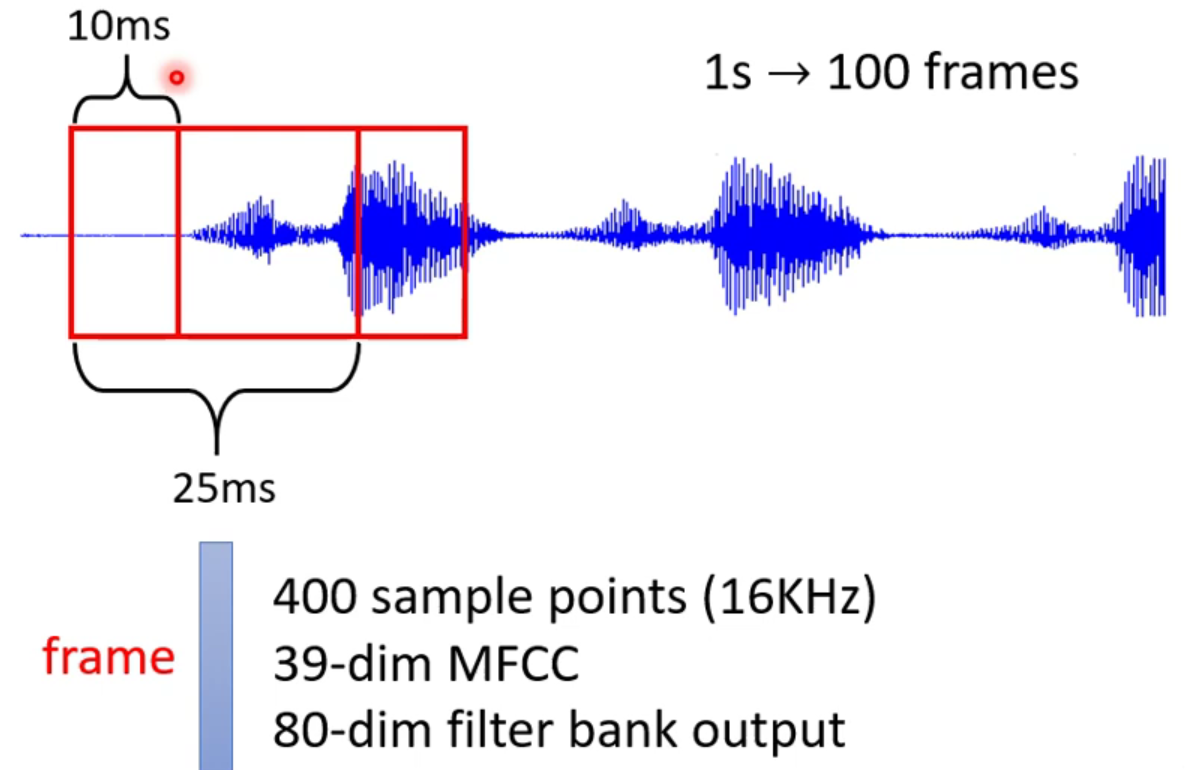 10ms
1s → 100 frames
25ms
400 sample points (16KHz)
frame
39-dim MFCC
80-dim filter bank output